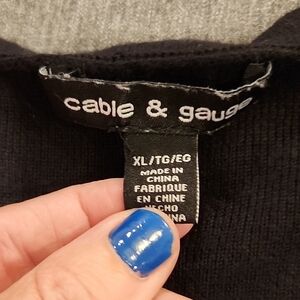 cable & gauge
XL/TG/EG
MADE IN
CHINA
FABRIQUE
EN CHINE
HECHO